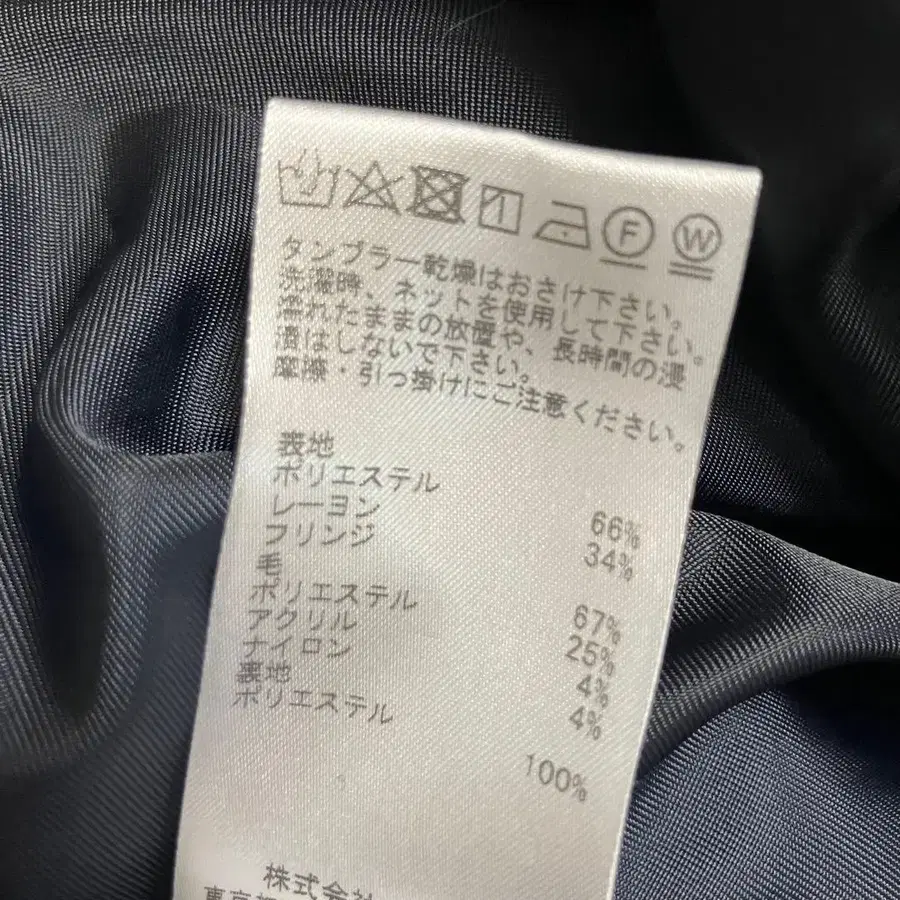 F W
タンブラー乾燥はおさけ下さい。
洗濯時、ネットを使用して下さい。
濡れたままの放置や、長時間の浸
漬はしないで下さい。
摩擦・引っ掛けにご注意ください。
表地
ポリエステル 66%
レーヨン 34%
フリンジ
毛 67%
ポリエステル 25%
アクリル 4%
ナイロン 4%
裏地
ポリエステル 100%
株式会